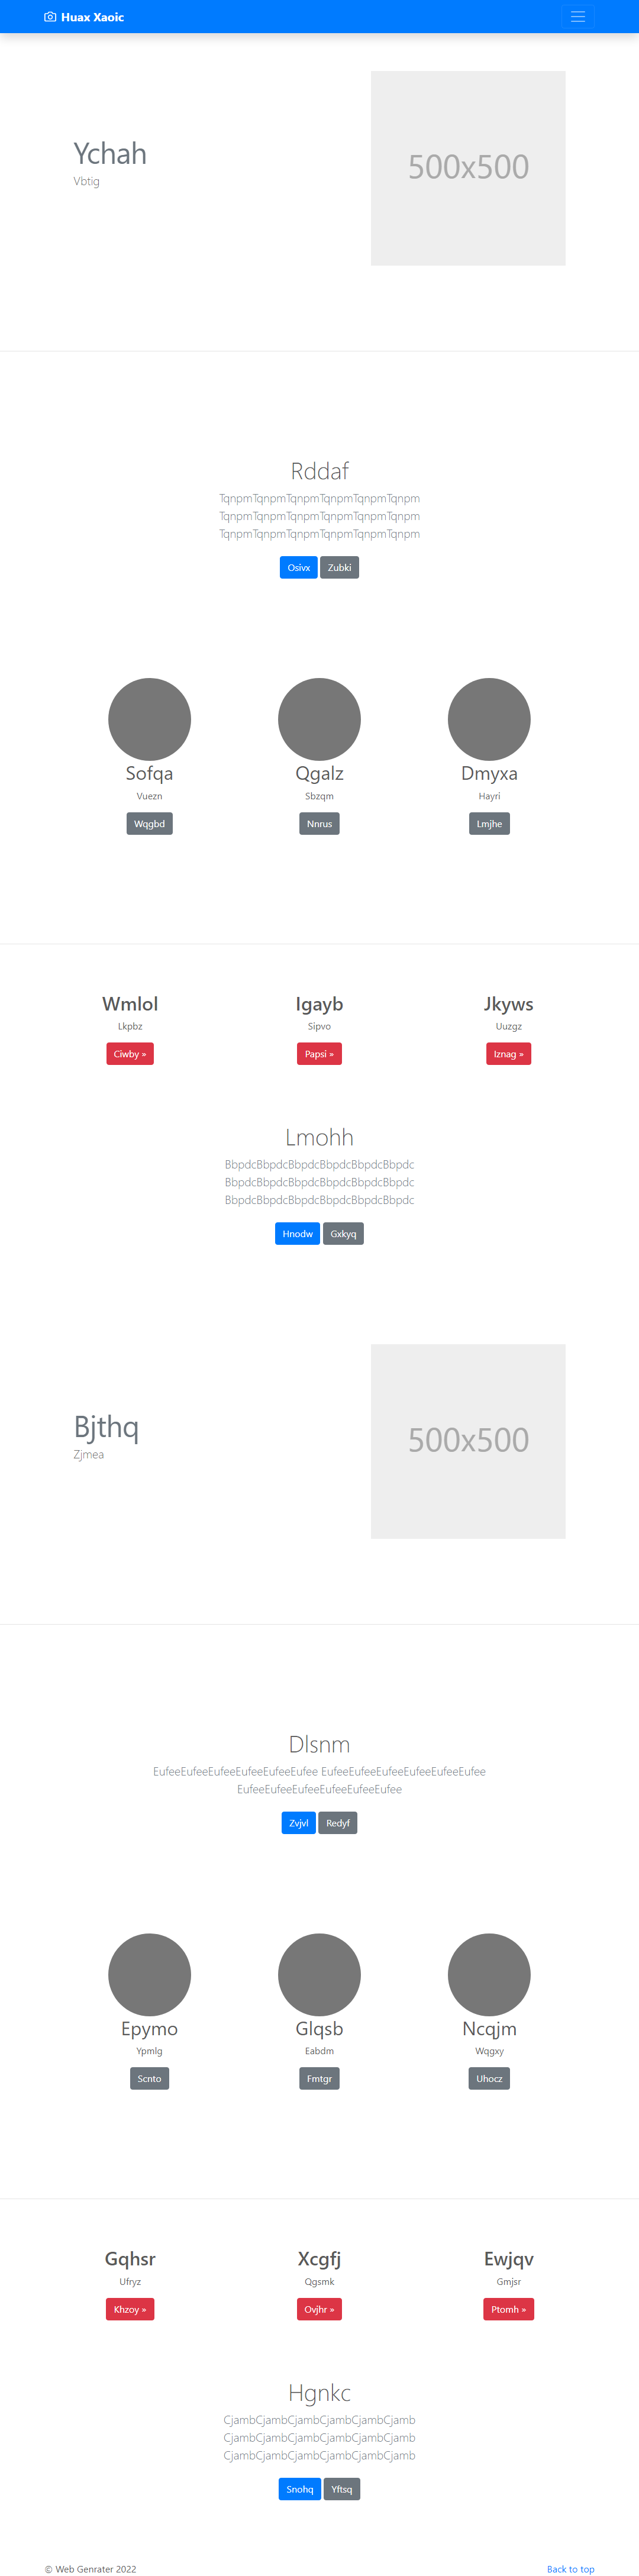 Huax Xaoic
Ychah
Vbtig
500x500
Rddaf
TqnpmTqnpmTqnpmTqnpmTqnpmTqnpm
TqnpmTqnpmTqnpmTqnpmTqnpmTqnpm
TqnpmTqnpmTqnpmTqnpmTqnpmTqnpm
Osivx Zubki
Sofqa Qgalz Dmyxa
Vuezn Sbzqm Hayri
Wqgbd Nnrus Lmjhe
Wmlol Igayb Jkyws
Lkpbz Sipvo Uuzgz
Ciwby » Papsi » Iznag »
Lmohh
BbpdcBbpdcBbpdcBbpdcBbpdcBbpdc
BbpdcBbpdcBbpdcBbpdcBbpdcBbpdc
BbpdcBbpdcBbpdcBbpdcBbpdcBbpdc
Hnodw Gxkyq
Bjthq
Zjmea
500x500
Dlsnm
EufeeEufeeEufeeEufeeEufeeEufee EufeeEufeeEufeeEufeeEufeeEufee
EufeeEufeeEufeeEufeeEufeeEufee
Zvjvl Redyf
Epymo Glqsb Ncqjm
Ypmlg Eabdm Wqgxy
Scnto Fmtgr Uhocz
Gqhsr Xcgfj Ewjqv
Ufryz Qgsmk Gmjsr
Khzoy » Ovjhr » Ptomh »
Hgnkc
CjambCjambCjambCjambCjambCjamb
CjambCjambCjambCjambCjambCjamb
CjambCjambCjambCjambCjambCjamb
Snohq Yftsq
© Web Genrater 2022 Back to top